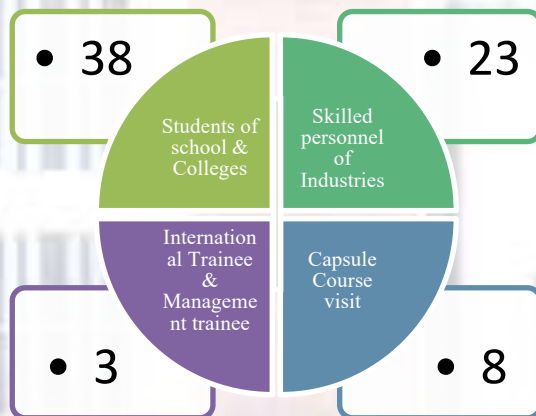 • 38
Students of
school &
Colleges
• 23
Skilled
personnel
of
Industries
Internation
al Trainee
&
Manageme
nt trainee
• 3
Capsule
Course
visit
• 8